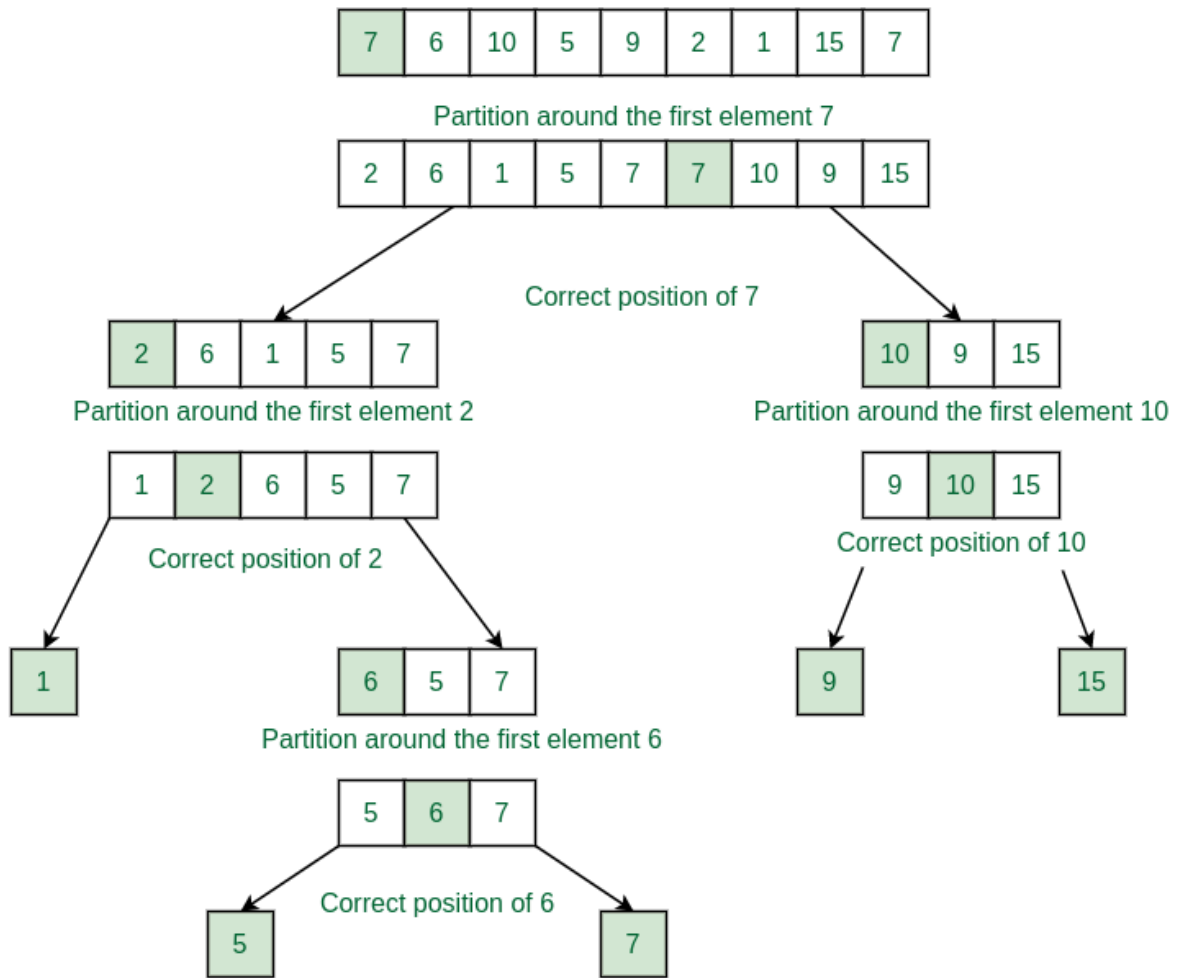 7 6 10 5 9 2 1 15 7
Partition around the first element 7
2 6 1 5 7 7 10 9 15
Correct position of 7
2 6 1 5 7 10 9 15
Partition around the first element 2 Partition around the first element 10
1 2 6 5 7 9 10 15
Correct position of 10
Correct position of 2
1 6 5 7 9 15
Partition around the first element 6
5 6 7
Correct position of 6
5 7